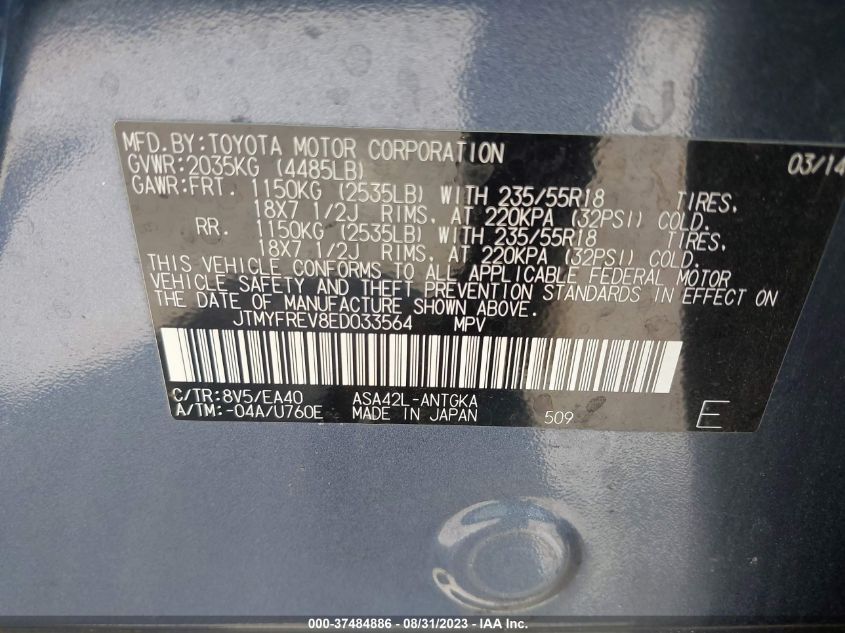 MFD.BY:TOYOTA MOTOR CORPORATION 03/14
GVWR:2035KG (4485LB)
GAWR:FRT. 1150KG (2535LB) WITH 235/55R18 TIRES,
18X7 1/2J RIMS, AT 220KPA (32PSI) COLD.
RR. 1150KG (2535LB) WITH 235/55R18 TIRES,
18X7 1/2J RIMS, AT 220KPA (32PSI) COLD.
THIS VEHICLE CONFORMS TO ALL APPLICABLE FEDERAL MOTOR
VEHICLE SAFETY AND THEFT PREVENTION STANDARDS IN EFFECT ON
THE DATE OF MANUFACTURE SHOWN ABOVE.
JTMYFREV8ED033564 MPV
C/TR:8V5/EA40 ASA42L-ANTGKA
A/TM:-04A/U760E MADE IN JAPAN 509 E
000-37484886 - 08/31/2023 - IAA Inc.